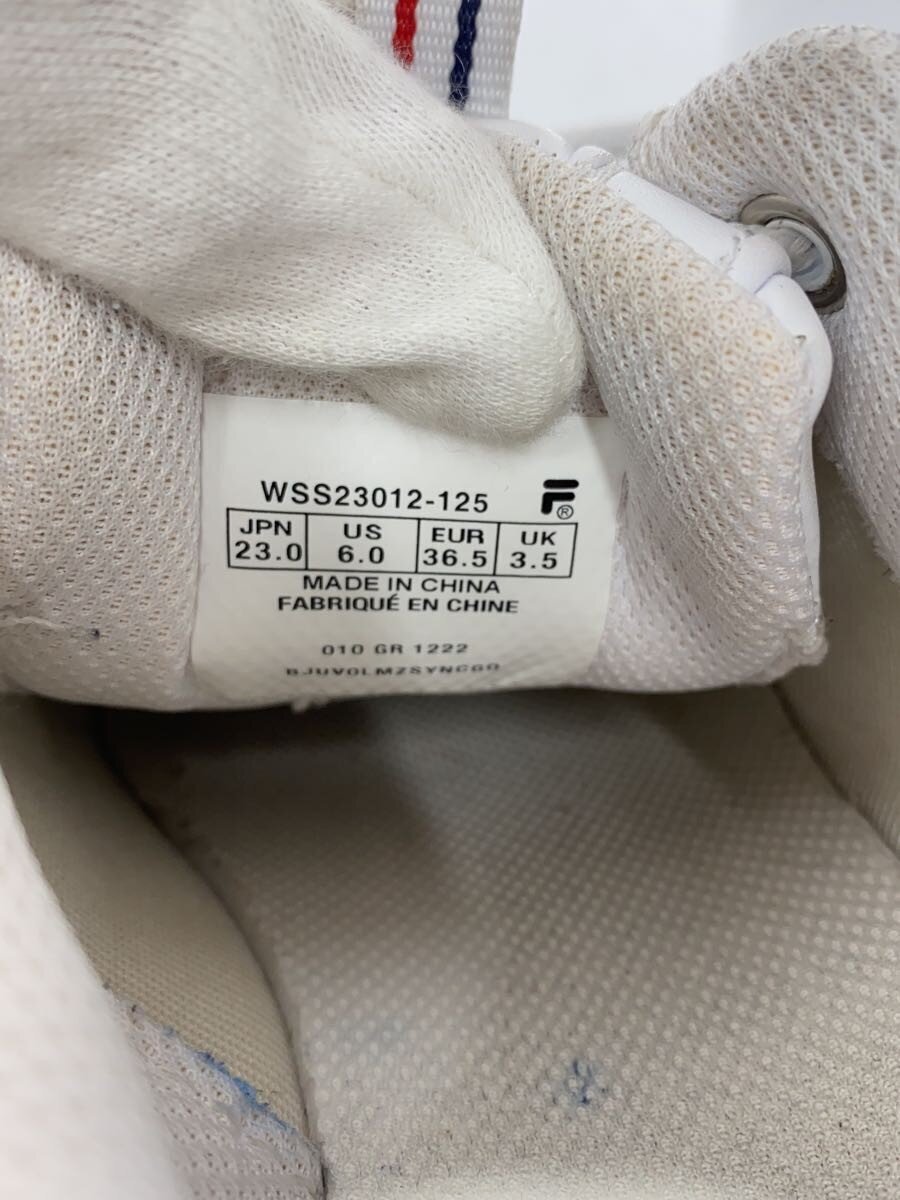 WSS23012-125 F®
JPN US EUR UK
23.0 6.0 36.5 3.5
MADE IN CHINA
FABRIQUÉ EN CHINE
010 GR 1222